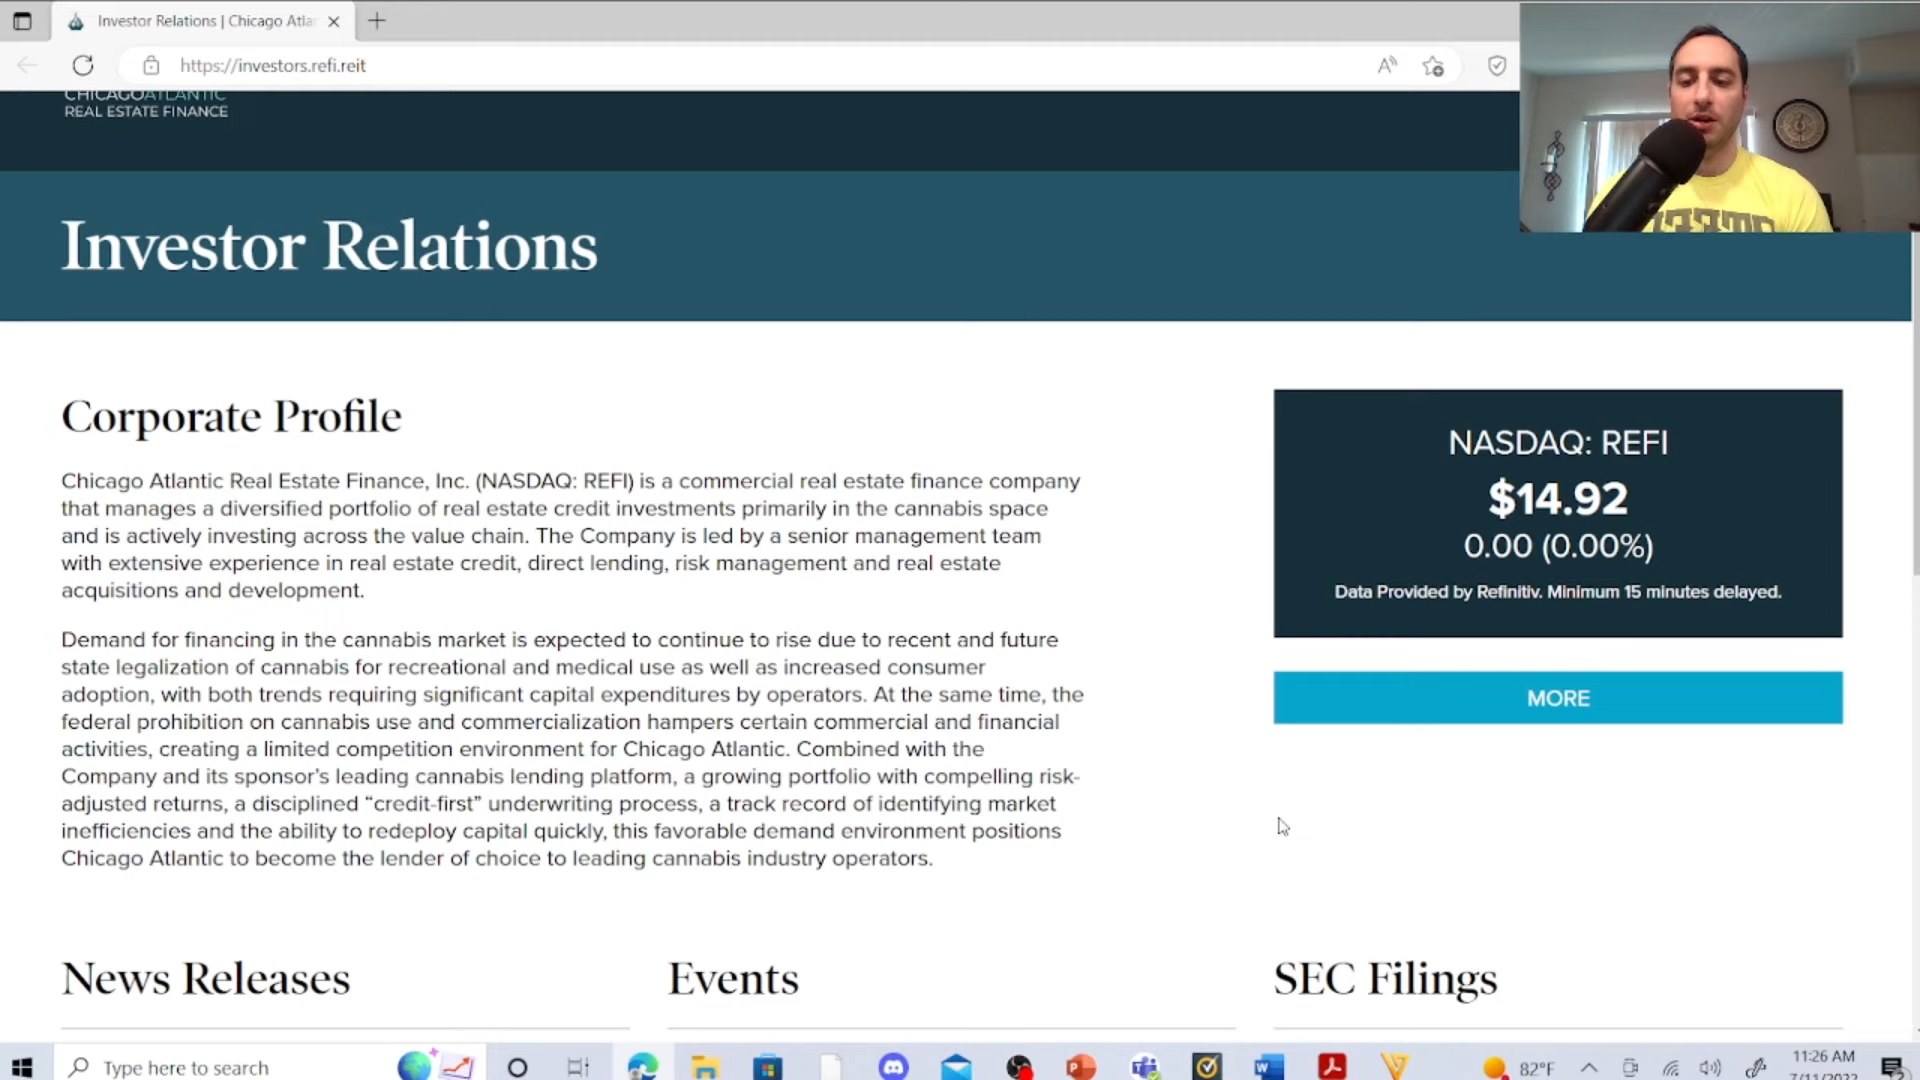 Investor Relations | Chicago Atla
https://investors.refi.reit
CHICAGOATLANTIC
REAL ESTATE FINANCE
Investor Relations
Corporate Profile
Chicago Atlantic Real Estate Finance, Inc. (NASDAQ: REFI) is a commercial real estate finance company
that manages a diversified portfolio of real estate credit investments primarily in the cannabis space
and is actively investing across the value chain. The Company is led by a senior management team
with extensive experience in real estate credit, direct lending, risk management and real estate
acquisitions and development.
Demand for financing in the cannabis market is expected to continue to rise due to recent and future
state legalization of cannabis for recreational and medical use as well as increased consumer
adoption, with both trends requiring significant capital expenditures by operators. At the same time, the
federal prohibition on cannabis use and commercialization hampers certain commercial and financial
activities, creating a limited competition environment for Chicago Atlantic. Combined with the
Company and its sponsor's leading cannabis lending platform, a growing portfolio with compelling risk-
adjusted returns, a disciplined “credit-first” underwriting process, a track record of identifying market
inefficiencies and the ability to redeploy capital quickly, this favorable demand environment positions
Chicago Atlantic to become the lender of choice to leading cannabis industry operators.
NASDAQ: REFI
$14.92
0.00 (0.00%)
Data Provided by Refinitiv. Minimum 15 minutes delayed.
MORE
News Releases
Events
SEC Filings
Type here to search
82°F
11:26 AM